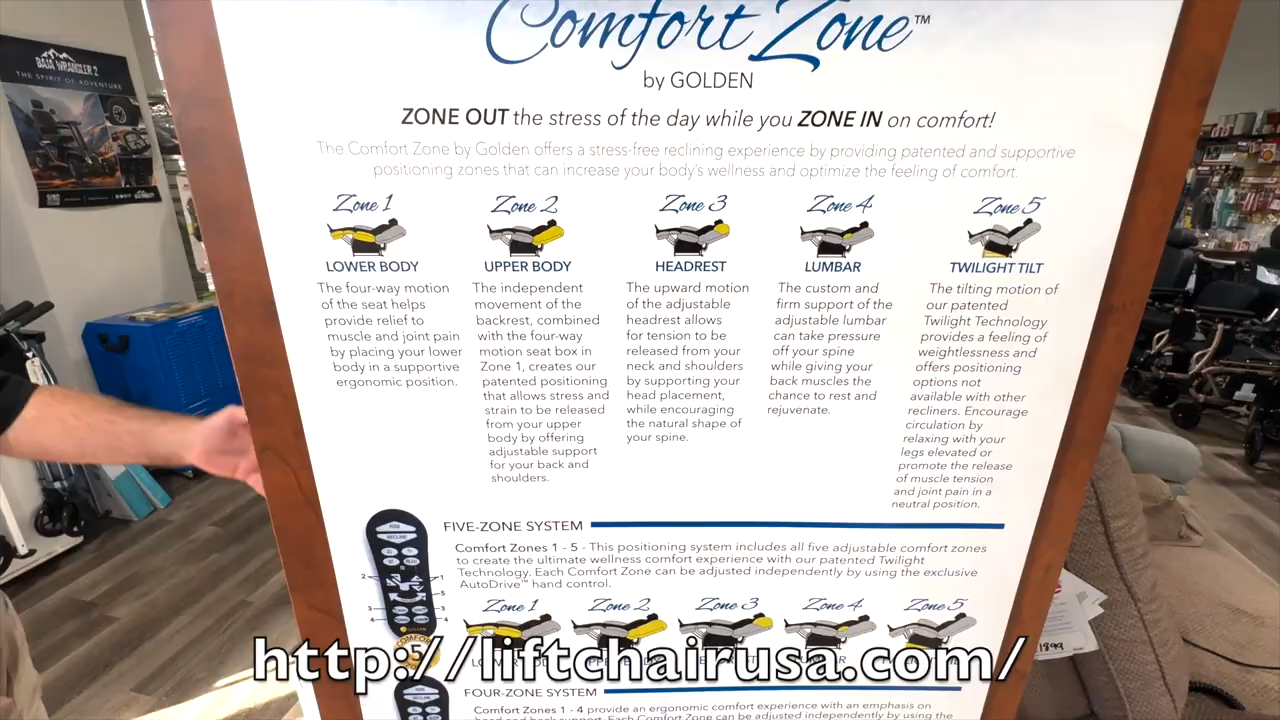 Comfort Zone™
by GOLDEN
ZONE OUT the stress of the day while you ZONE IN on comfort!
The Comfort Zone by Golden offers a stress-free reclining experience by providing patented and supportive
positioning zones that can increase your body's wellness and optimize the feeling of comfort.
Zone 1
LOWER BODY
The four-way motion
of the seat helps
provide relief to
muscle and joint pain
by placing your lower
body in a supportive
ergonomic position.
Zone 2
UPPER BODY
The independent
movement of the
backrest, combined
with the four-way
motion seat box in
Zone 1, creates our
patented positioning
that allows stress and
strain to be released
from your upper
body by offering
adjustable support
for your back and
shoulders.
Zone 3
HEADREST
The upward motion
of the adjustable
headrest allows
for tension to be
released from your
neck and shoulders
by supporting your
head placement,
while encouraging
the natural shape of
your spine.
Zone 4
LUMBAR
The custom and
firm support of the
adjustable lumbar
can take pressure
off your spine
while giving your
back muscles the
chance to rest and
rejuvenate.
Zone 5
TWILIGHT TILT
The tilting motion of
our patented
Twilight Technology
provides a feeling of
weightlessness and
offers positioning
options not
available with other
recliners. Encourage
circulation by
relaxing with your
legs elevated or
promote the release
of muscle tension
and joint pain in a
neutral position.
FIVE-ZONE SYSTEM
Comfort Zones 1 - 5 - This positioning system includes all five adjustable comfort zones
to create the ultimate wellness comfort experience with our patented Twilight
Technology. Each Comfort Zone can be adjusted independently by using the exclusive
AutoDrive™ hand control.
Zone 1 Zone 2 Zone 3 Zone 4 Zone 5
http://liftchairusa.com/
FOUR-ZONE SYSTEM
Comfort Zones 1 - 4 provide an ergonomic comfort experience with an emphasis on
head and back support. Each Comfort Zone can be adjusted independently by using the
BAJA WRANGLER 2
THE SPIRIT OF ADVENTURE